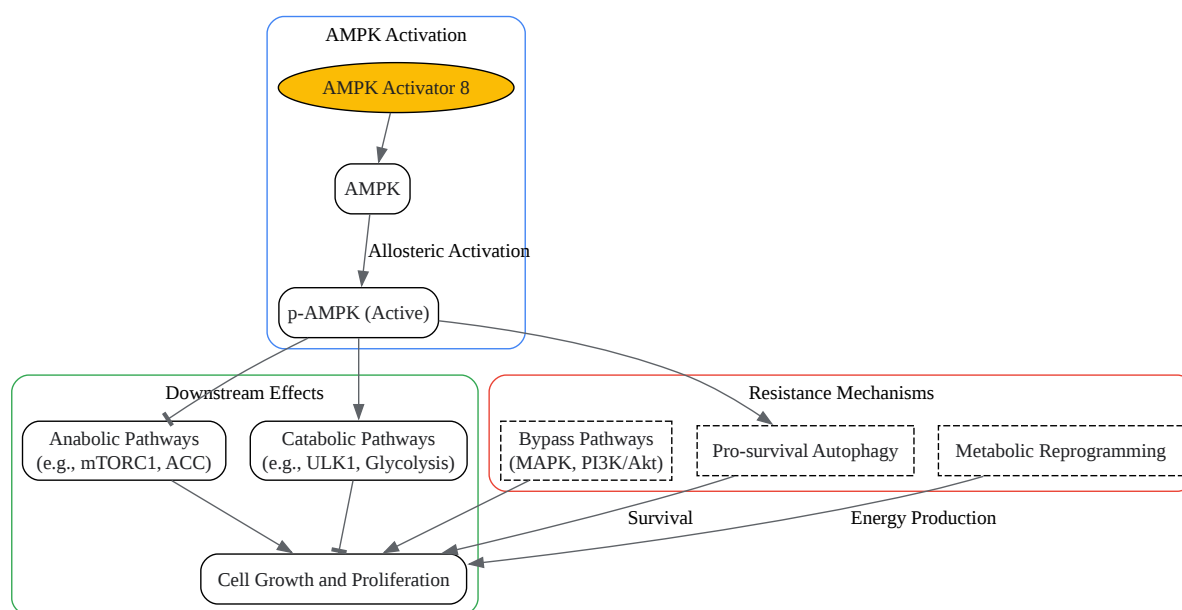 AMPK Activation
AMPK Activator 8
AMPK
Allosteric Activation
p-AMPK (Active)
Downstream Effects
Resistance Mechanisms
Anabolic Pathways
(e.g., mTORC1, ACC)
Catabolic Pathways
(e.g., ULK1, Glycolysis)
Bypass Pathways
(MAPK, PI3K/Akt)
Pro-survival Autophagy
Metabolic Reprogramming
Survival
Energy Production
Cell Growth and Proliferation